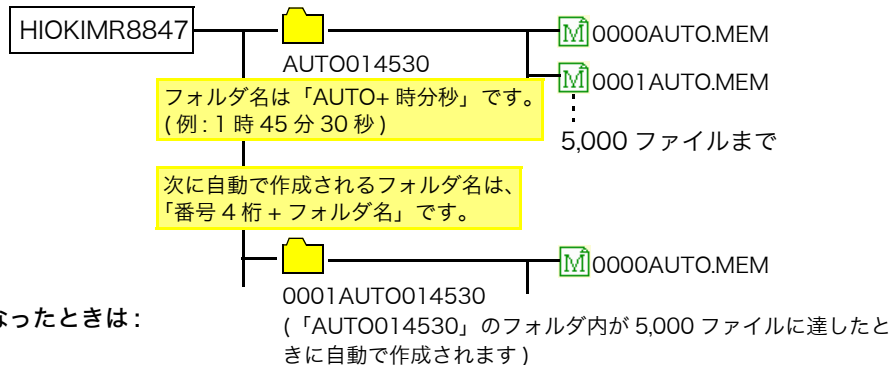 HIOKIMR8847
AUTO014530
0000AUTO.MEM
0001AUTO.MEM
5,000 ファイルまで
フォルダ名は「AUTO+ 時分秒」です。
( 例 : 1 時 45 分 30 秒 )
次に自動で作成されるフォルダ名は、
「番号 4 桁 + フォルダ名」です。
0000AUTO.MEM
0001AUTO014530
なったときは :
(「AUTO014530」のフォルダ内が 5,000 ファイルに達したと
きに自動で作成されます )